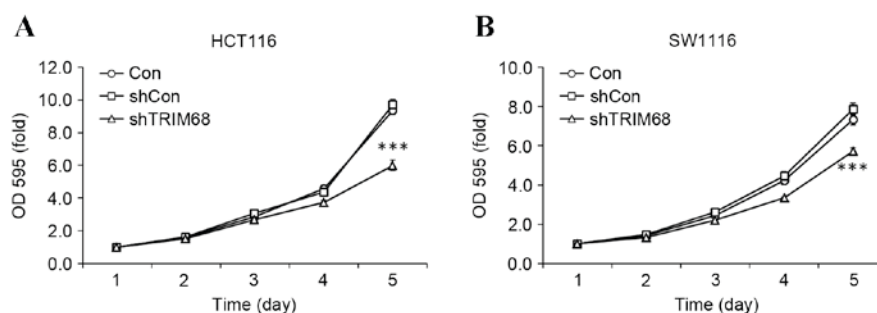 A
HCT116
OD 595 (fold)
12.0
10.0
8.0
6.0
4.0
2.0
0.0
Con
shCon
shTRIM68
***
1 2 3 4 5
Time (day)
B
SW1116
OD 595 (fold)
10.0
8.0
6.0
4.0
2.0
0.0
Con
shCon
shTRIM68
***
1 2 3 4 5
Time (day)